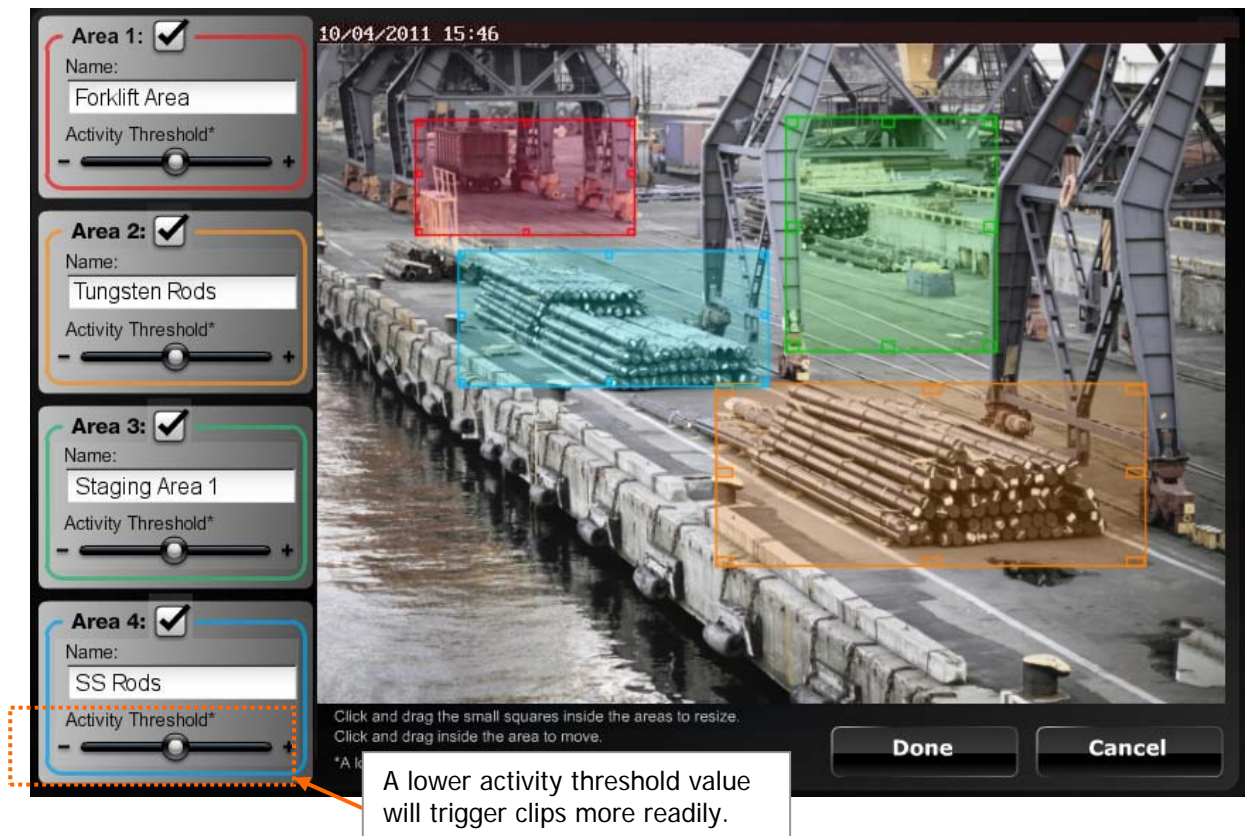 Area 1:
Name:
Forklift Area
Activity Threshold*
- +
Area 2:
Name:
Tungsten Rods
Activity Threshold*
- +
Area 3:
Name:
Staging Area 1
Activity Threshold*
- +
Area 4:
Name:
SS Rods
Activity Threshold*
- +
10/04/2011 15:46
Click and drag the small squares inside the areas to resize.
Click and drag inside the area to move.
*A
Done
Cancel
A lower activity threshold value
will trigger clips more readily.